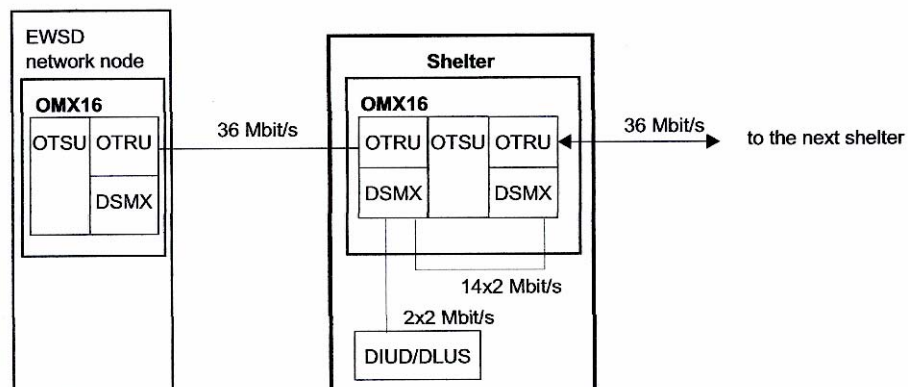 EWSD
network node
OMX16
OTSU OTRU
DSMX
36 Mbit/s
Shelter
OMX16
OTRU OTSU OTRU
DSMX DSMX
36 Mbit/s
to the next shelter
14x2 Mbit/s
2x2 Mbit/s
DIUD/DLUS